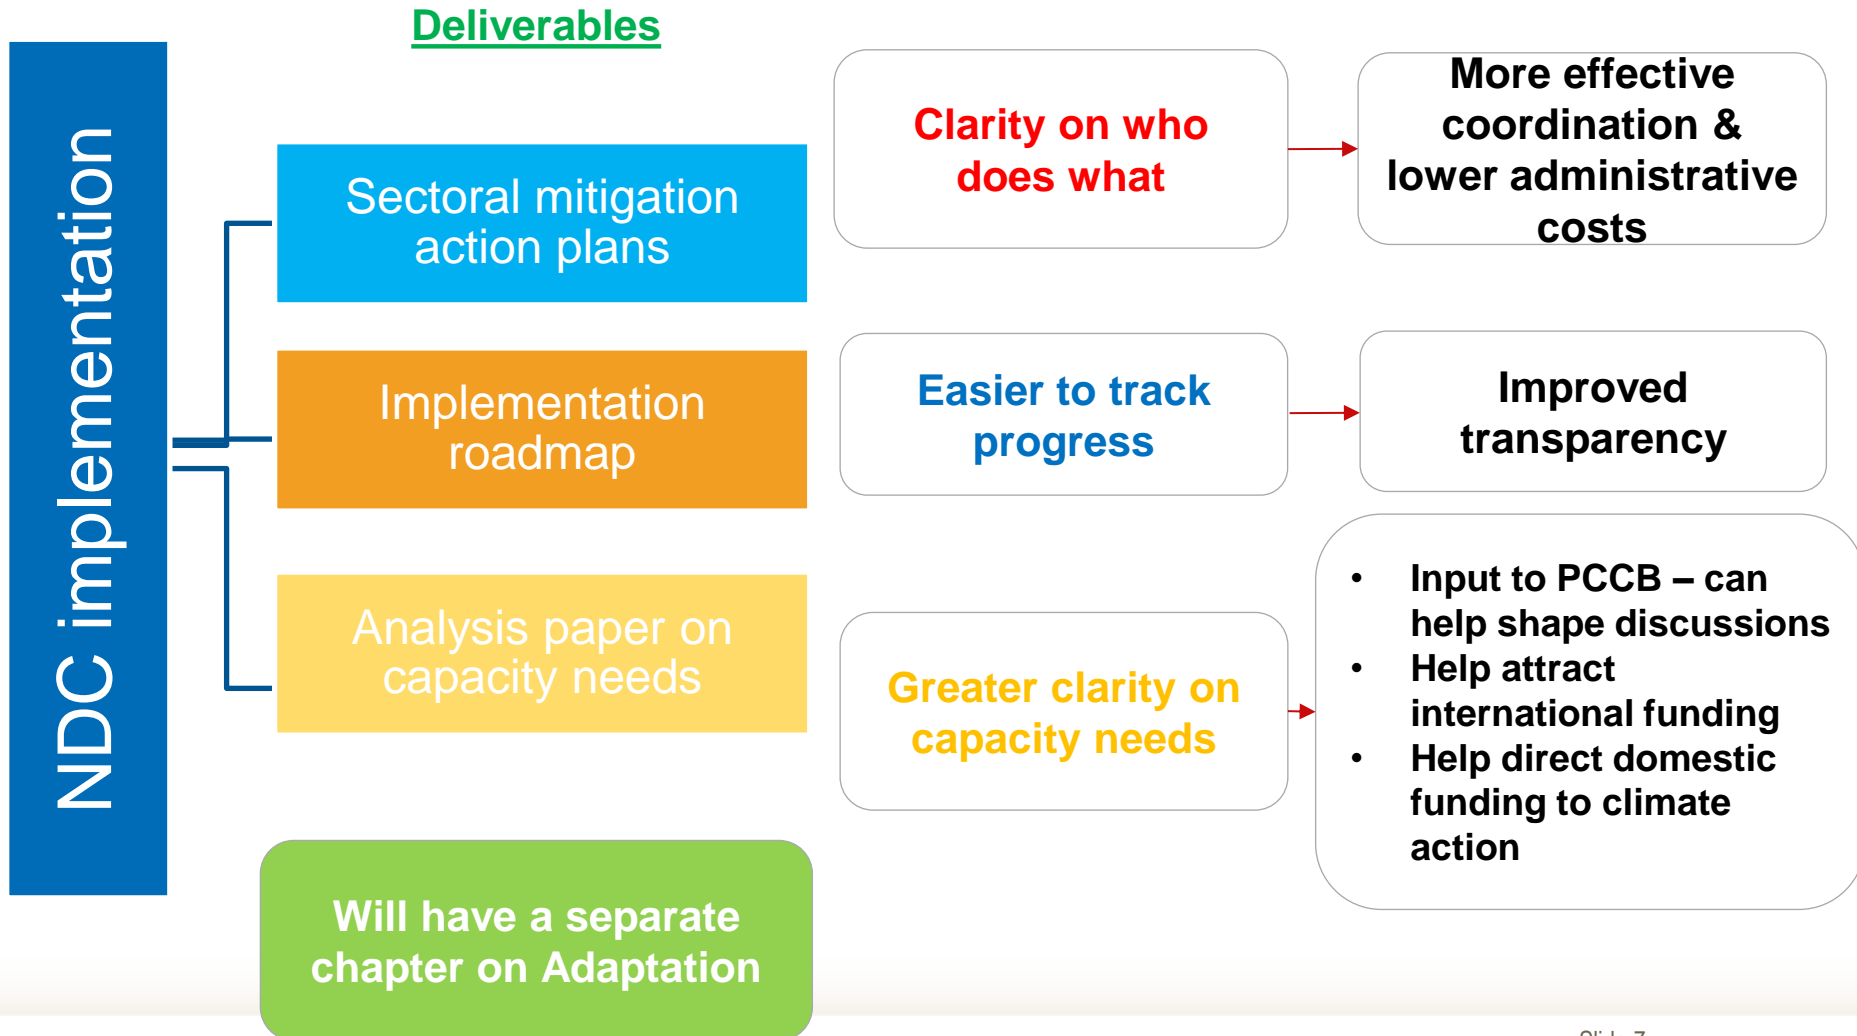 Deliverables
NDC implementation
Sectoral mitigation
action plans
Clarity on who
does what
More effective
coordination &
lower administrative
costs
Implementation
roadmap
Easier to track
progress
Improved
transparency
Analysis paper on
capacity needs
Greater clarity on
capacity needs
• Input to PCCB – can
help shape discussions
• Help attract
international funding
• Help direct domestic
funding to climate
action
Will have a separate
chapter on Adaptation
Slide 7